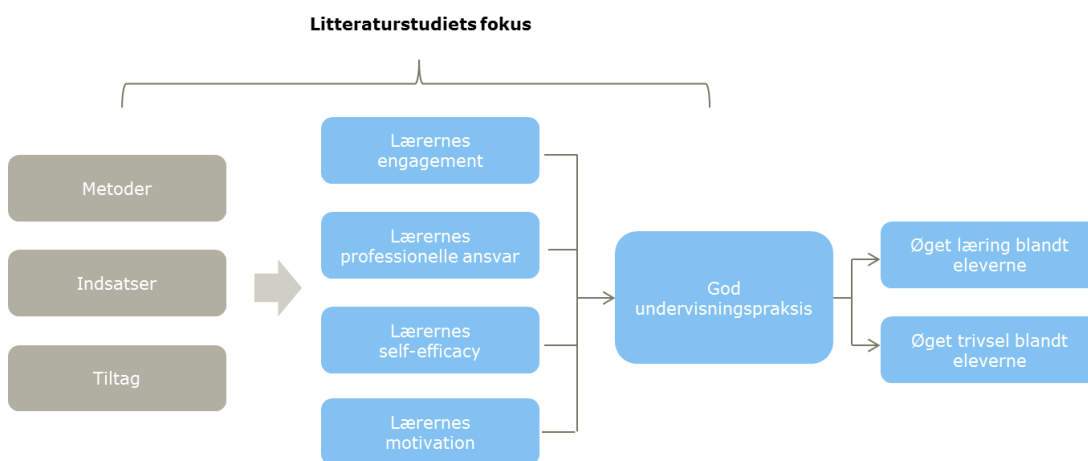 Litteraturstudiets fokus
Metoder
Indsatser
Tiltag
Lærernes
engagement
Lærernes
professionelle ansvar
Lærernes
self-efficacy
Lærernes
motivation
God
undervisningspraksis
Øget læring blandt
eleverne
Øget trivsel blandt
eleverne